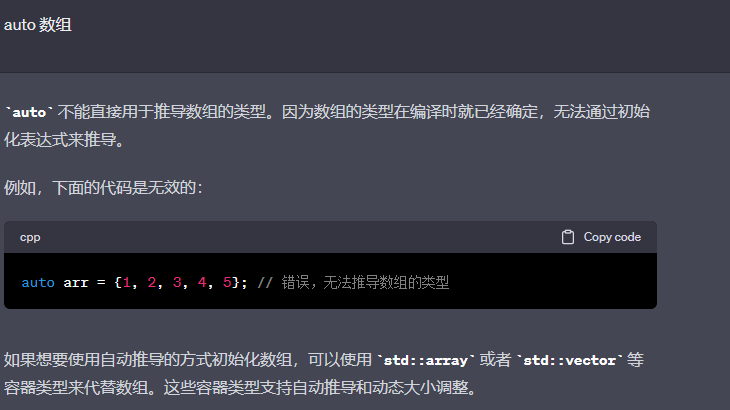 auto 数组
`auto` 不能直接用于推导数组的类型。因为数组的类型在编译时就已经确定，无法通过初始
化表达式来推导。
例如，下面的代码是无效的：
cpp Copy code
auto arr = {1, 2, 3, 4, 5}; // 错误，无法推导数组的类型
如果想要使用自动推导的方式初始化数组，可以使用 `std::array` 或者 `std::vector` 等
容器类型来代替数组。这些容器类型支持自动推导和动态大小调整。